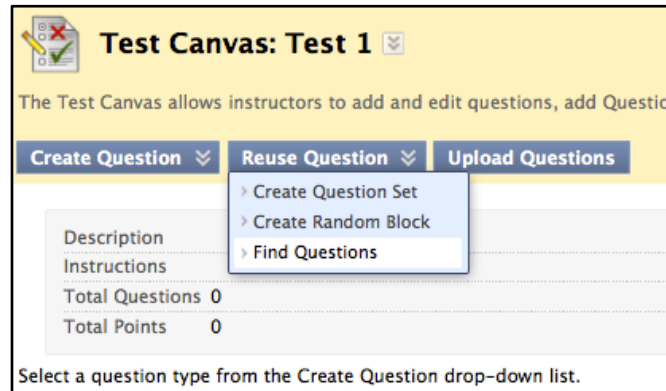 Test Canvas: Test 1
The Test Canvas allows instructors to add and edit questions, add Questio
Create Question Reuse Question Upload Questions
Create Question Set
Create Random Block
Find Questions
Description
Instructions
Total Questions 0
Total Points 0
Select a question type from the Create Question drop-down list.